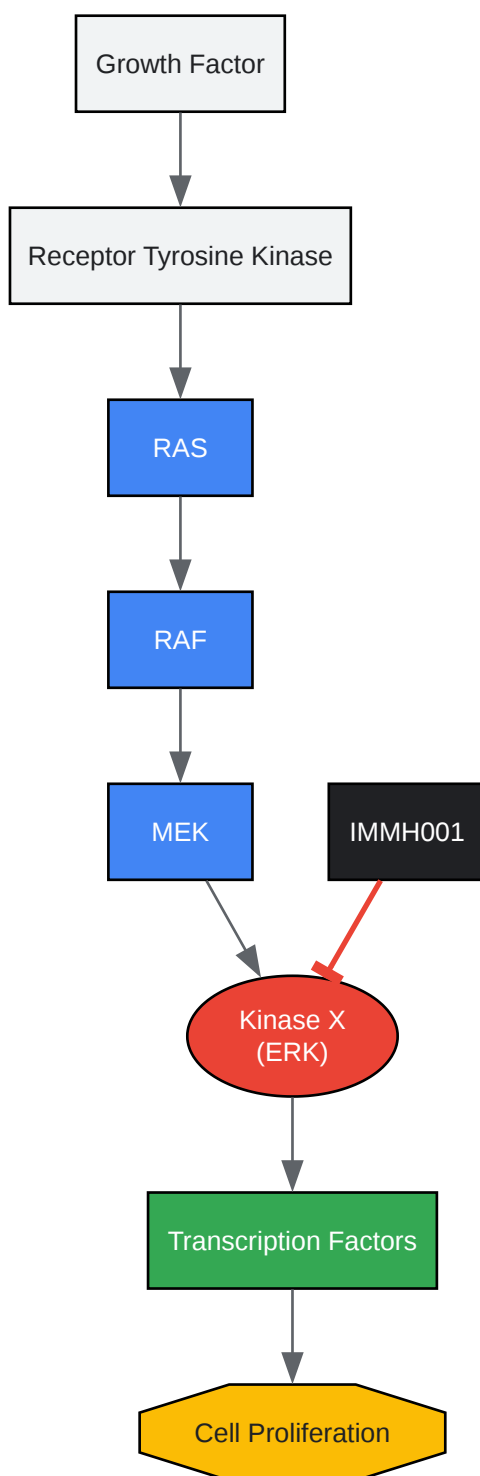 Growth Factor
Receptor Tyrosine Kinase
RAS
RAF
MEK
IMMH001
Kinase X
(ERK)
Transcription Factors
Cell Proliferation